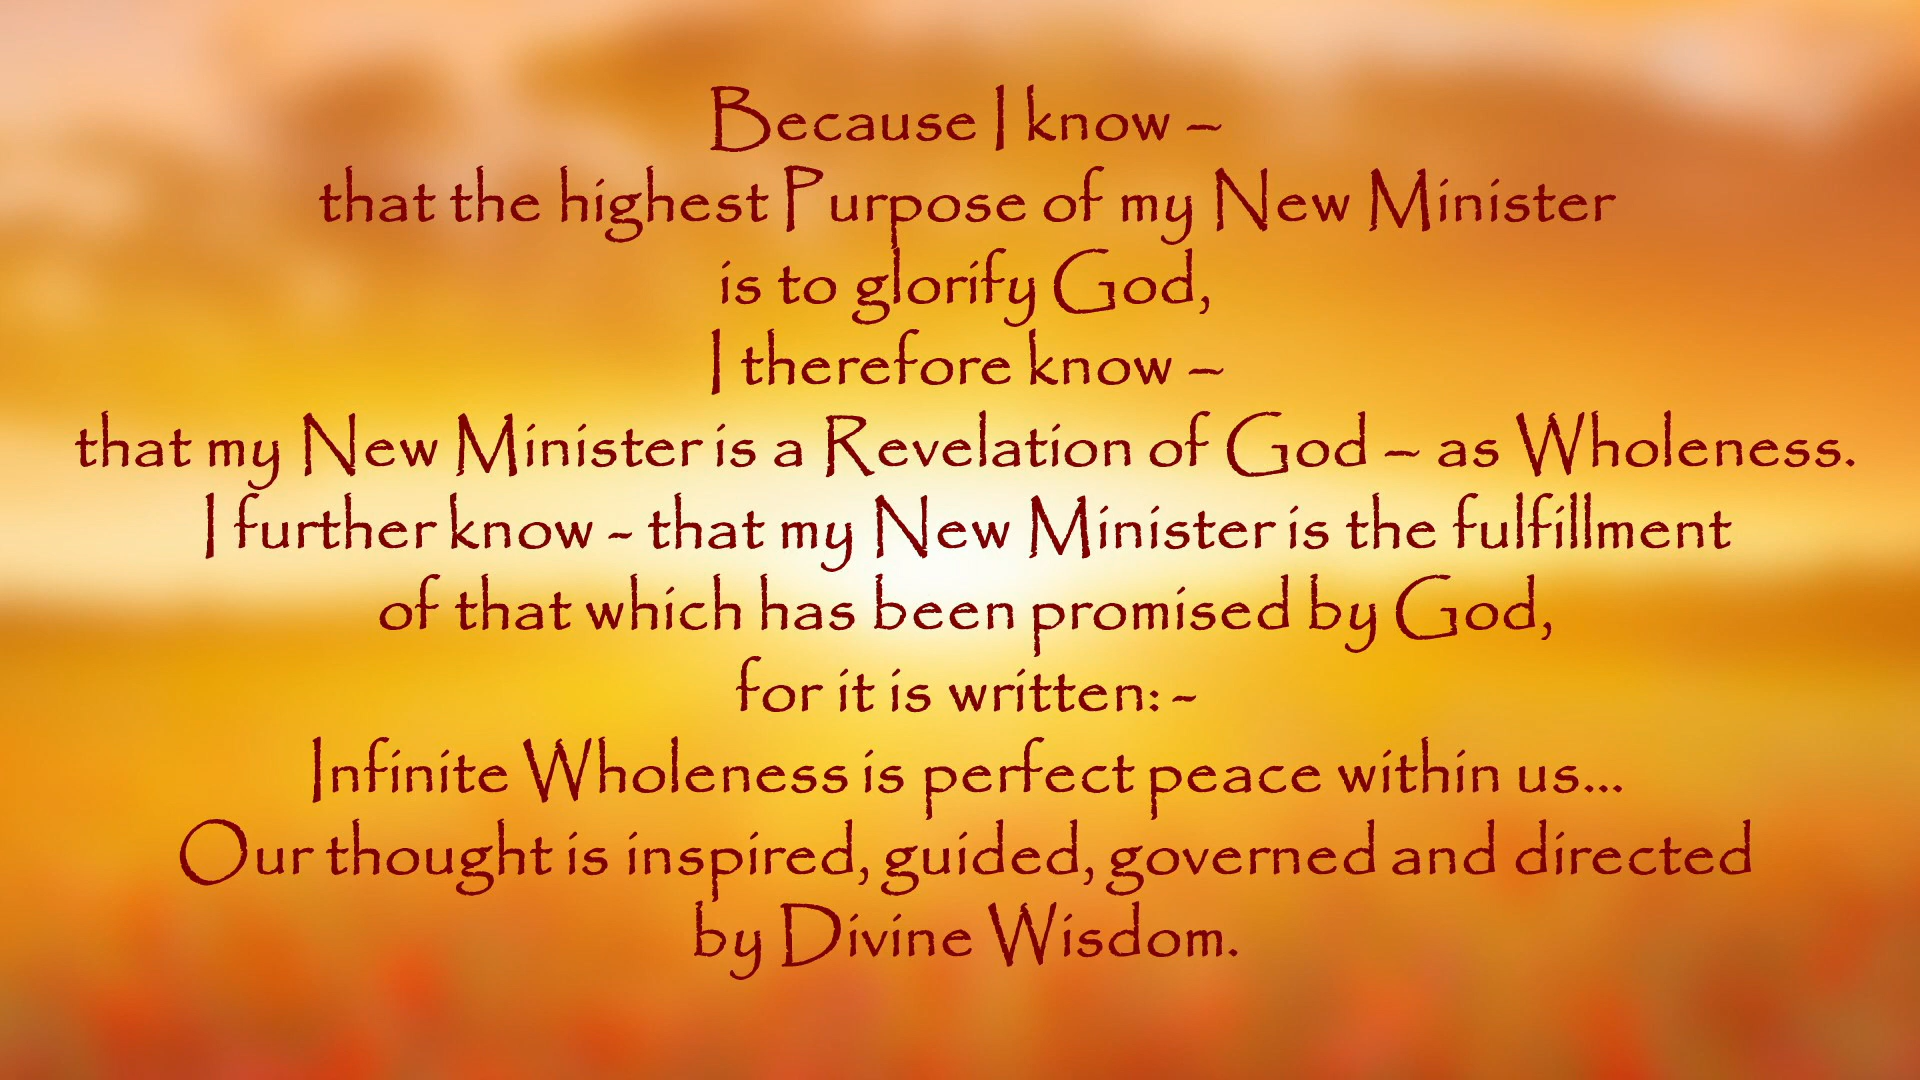 Because I know –
that the highest Purpose of my New Minister
is to glorify God,
I therefore know –
that my New Minister is a Revelation of God – as Wholeness.
I further know - that my New Minister is the fulfillment
of that which has been promised by God,
for it is written: -
Infinite Wholeness is perfect peace within us...
Our thought is inspired, guided, governed and directed
by Divine Wisdom.